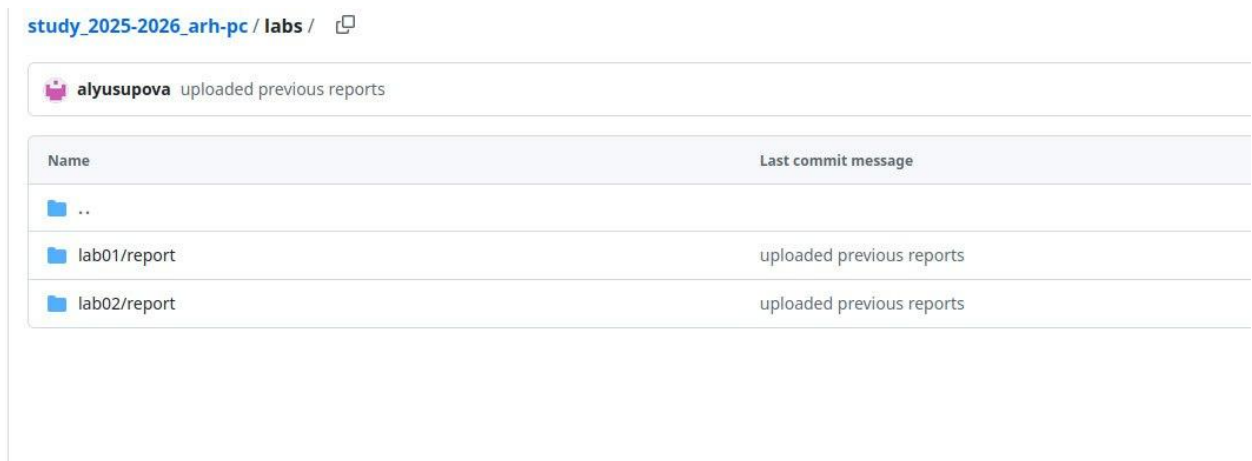 study_2025-2026_arh-pc / labs /
alyusupova uploaded previous reports
Name Last commit message
..
lab01/report uploaded previous reports
lab02/report uploaded previous reports